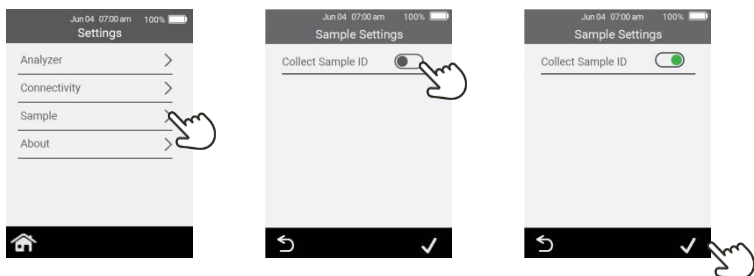 Jun 04 07:00 am 100%
Settings
Analyzer
Connectivity
Sample
About
Jun 04 07:00 am 100%
Sample Settings
Collect Sample ID
Jun 04 07:00 am 100%
Sample Settings
Collect Sample ID